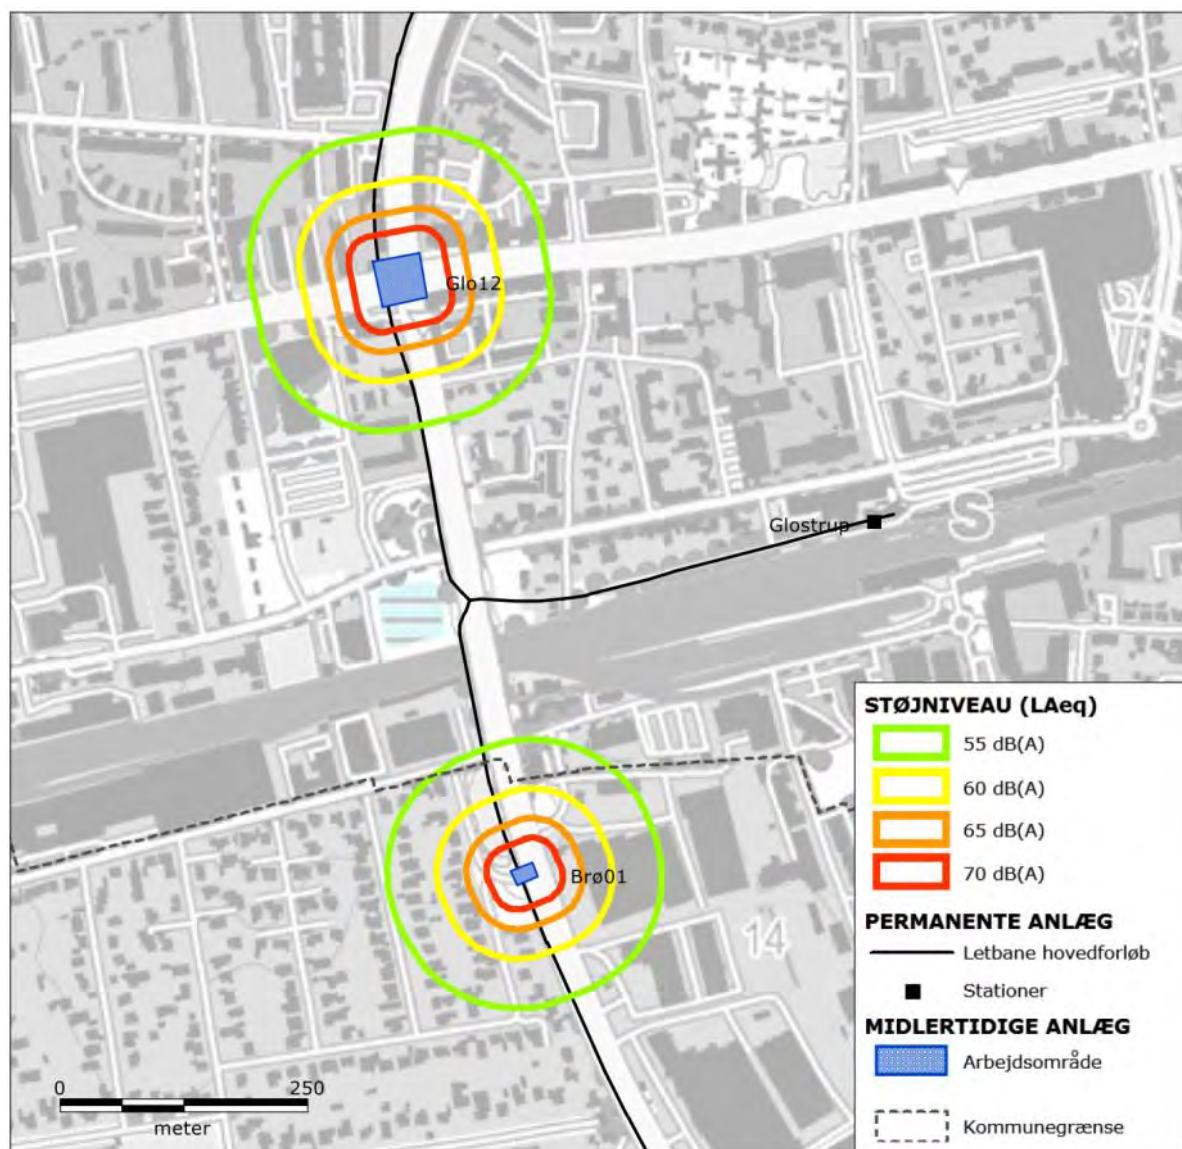 Glo12
Glostrup
S
Brø01
14
0 250
meter
STØJNIVEAU (LAeq)
55 dB(A)
60 dB(A)
65 dB(A)
70 dB(A)
PERMANENTE ANLÆG
Letbane hovedforløb
Stationer
MIDLERTIDIGE ANLÆG
Arbejdsområde
Kommunegrænse